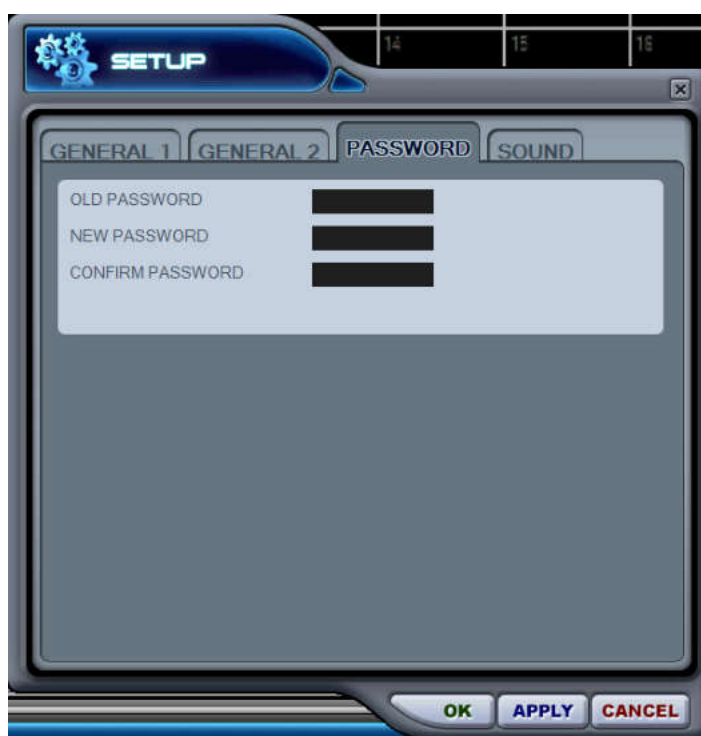 SETUP
14 15 16
GENERAL 1 GENERAL 2 PASSWORD SOUND
OLD PASSWORD
NEW PASSWORD
CONFIRM PASSWORD
OK APPLY CANCEL